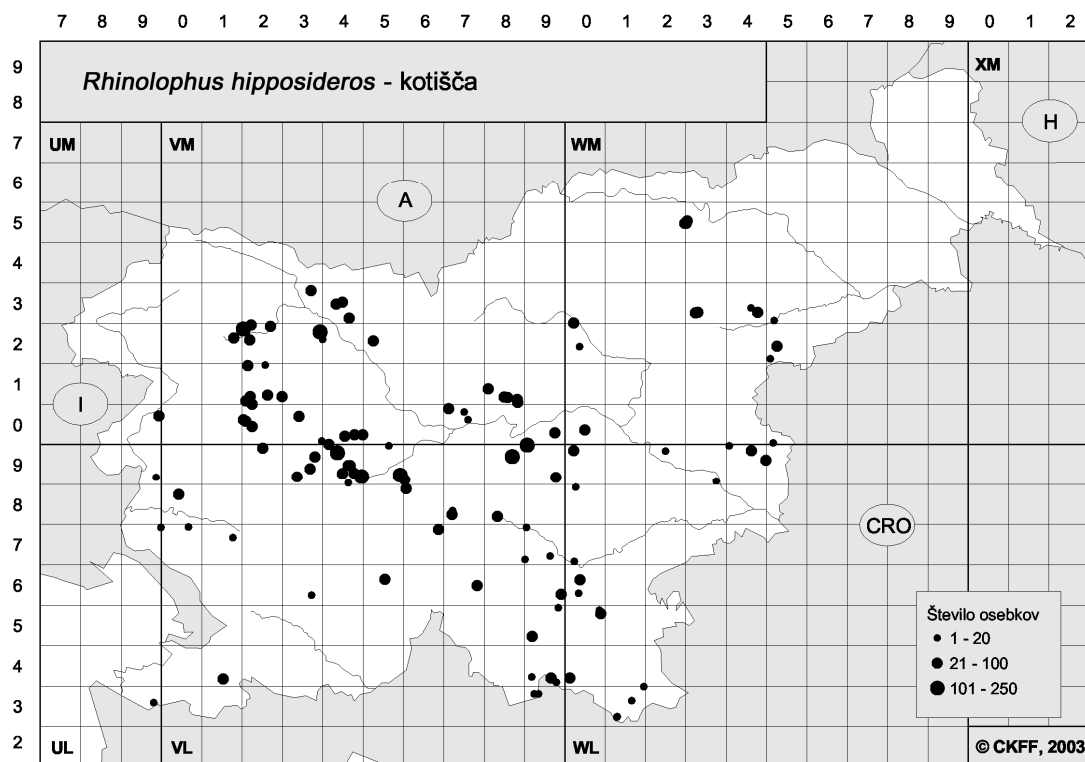 7 8 9 0 1 2 3 4 5 6 7 8 9 0 1 2 3 4 5 6 7 8 9 0 1 2
9
8
7
6
5
4
3
2
1
0
9
8
7
6
5
4
3
2
Rhinolophus hipposideros - kotišča
XM
H
UM VM WM
A
I
CRO
Število osebkov
1 - 20
21 - 100
101 - 250
UL VL WL
© CKFF, 2003